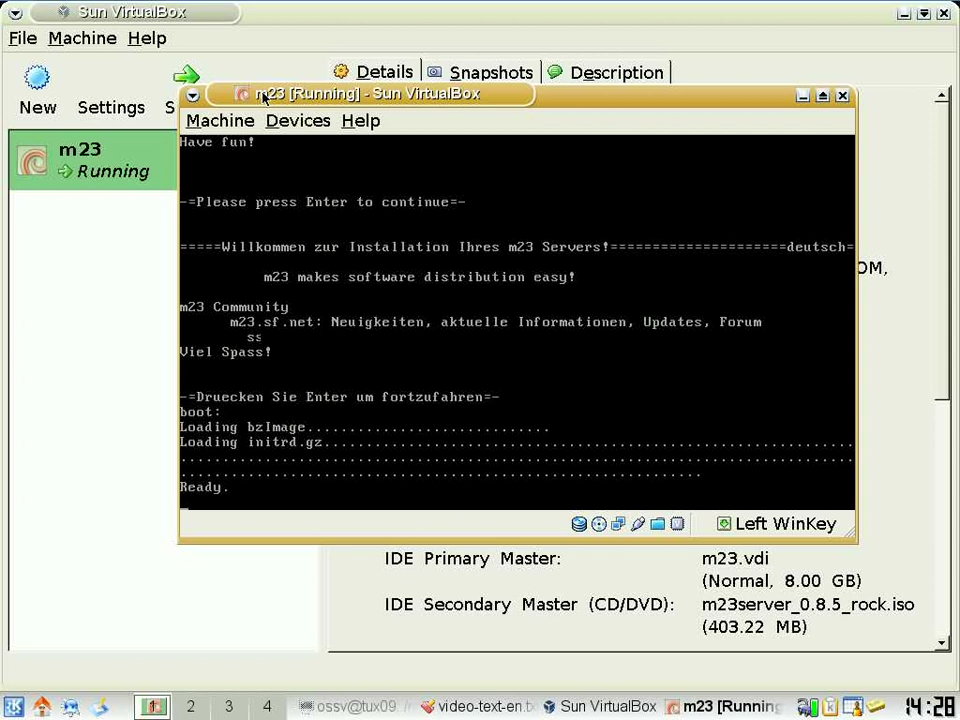 Sun VirtualBox
File Machine Help
New Settings S
Details Snapshots Description
m23
Running
m23 [Running] - Sun VirtualBox
Machine Devices Help
Have fun!
-=Please press Enter to continue=-
=====Willkommen zur Installation Ihres m23 Servers!=====================deutsch=
m23 makes software distribution easy!
m23 Community
m23.sf.net: Neuigkeiten, aktuelle Informationen, Updates, Forum
ss
Viel Spass!
-=Druecken Sie Enter um fortzufahren=-
boot:
Loading bzImage.............................
Loading initrd.gz...............................................................
................................................................................
..............................................................
Ready.
OM,
Left WinKey
IDE Primary Master: m23.vdi
(Normal, 8.00 GB)
IDE Secondary Master (CD/DVD): m23server_0.8.5_rock.iso
(403.22 MB)
1 2 3 4 ossv@tux09 video-text-en.t Sun VirtualBox m23 [Running 14:28